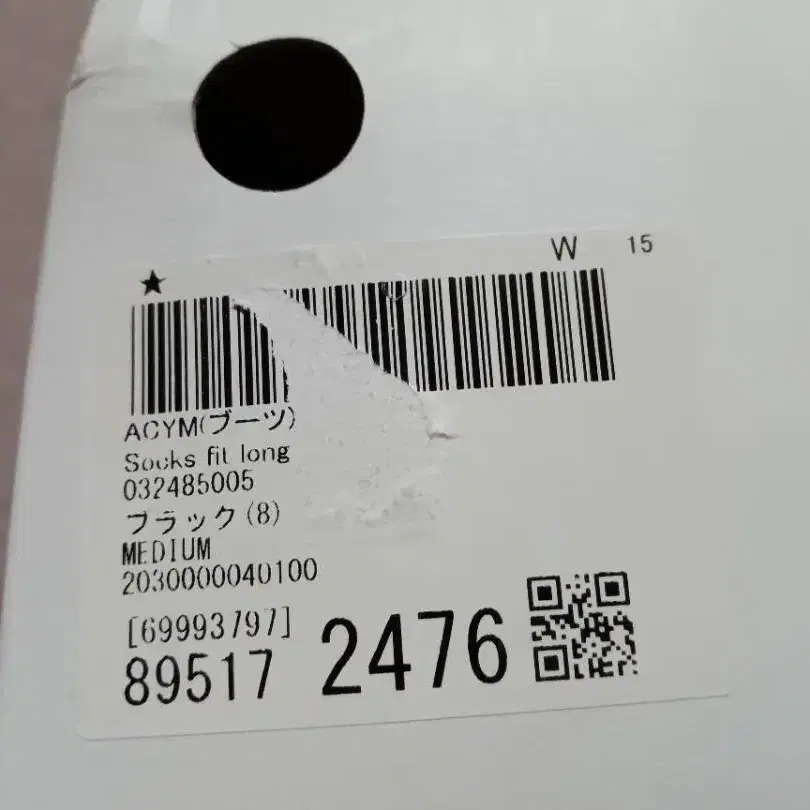 W 15
★
ACYM(ブーツ)
Socks fit long
032485005
ブラック(8)
MEDIUM
2030000040100
[69993797]
89517 2476